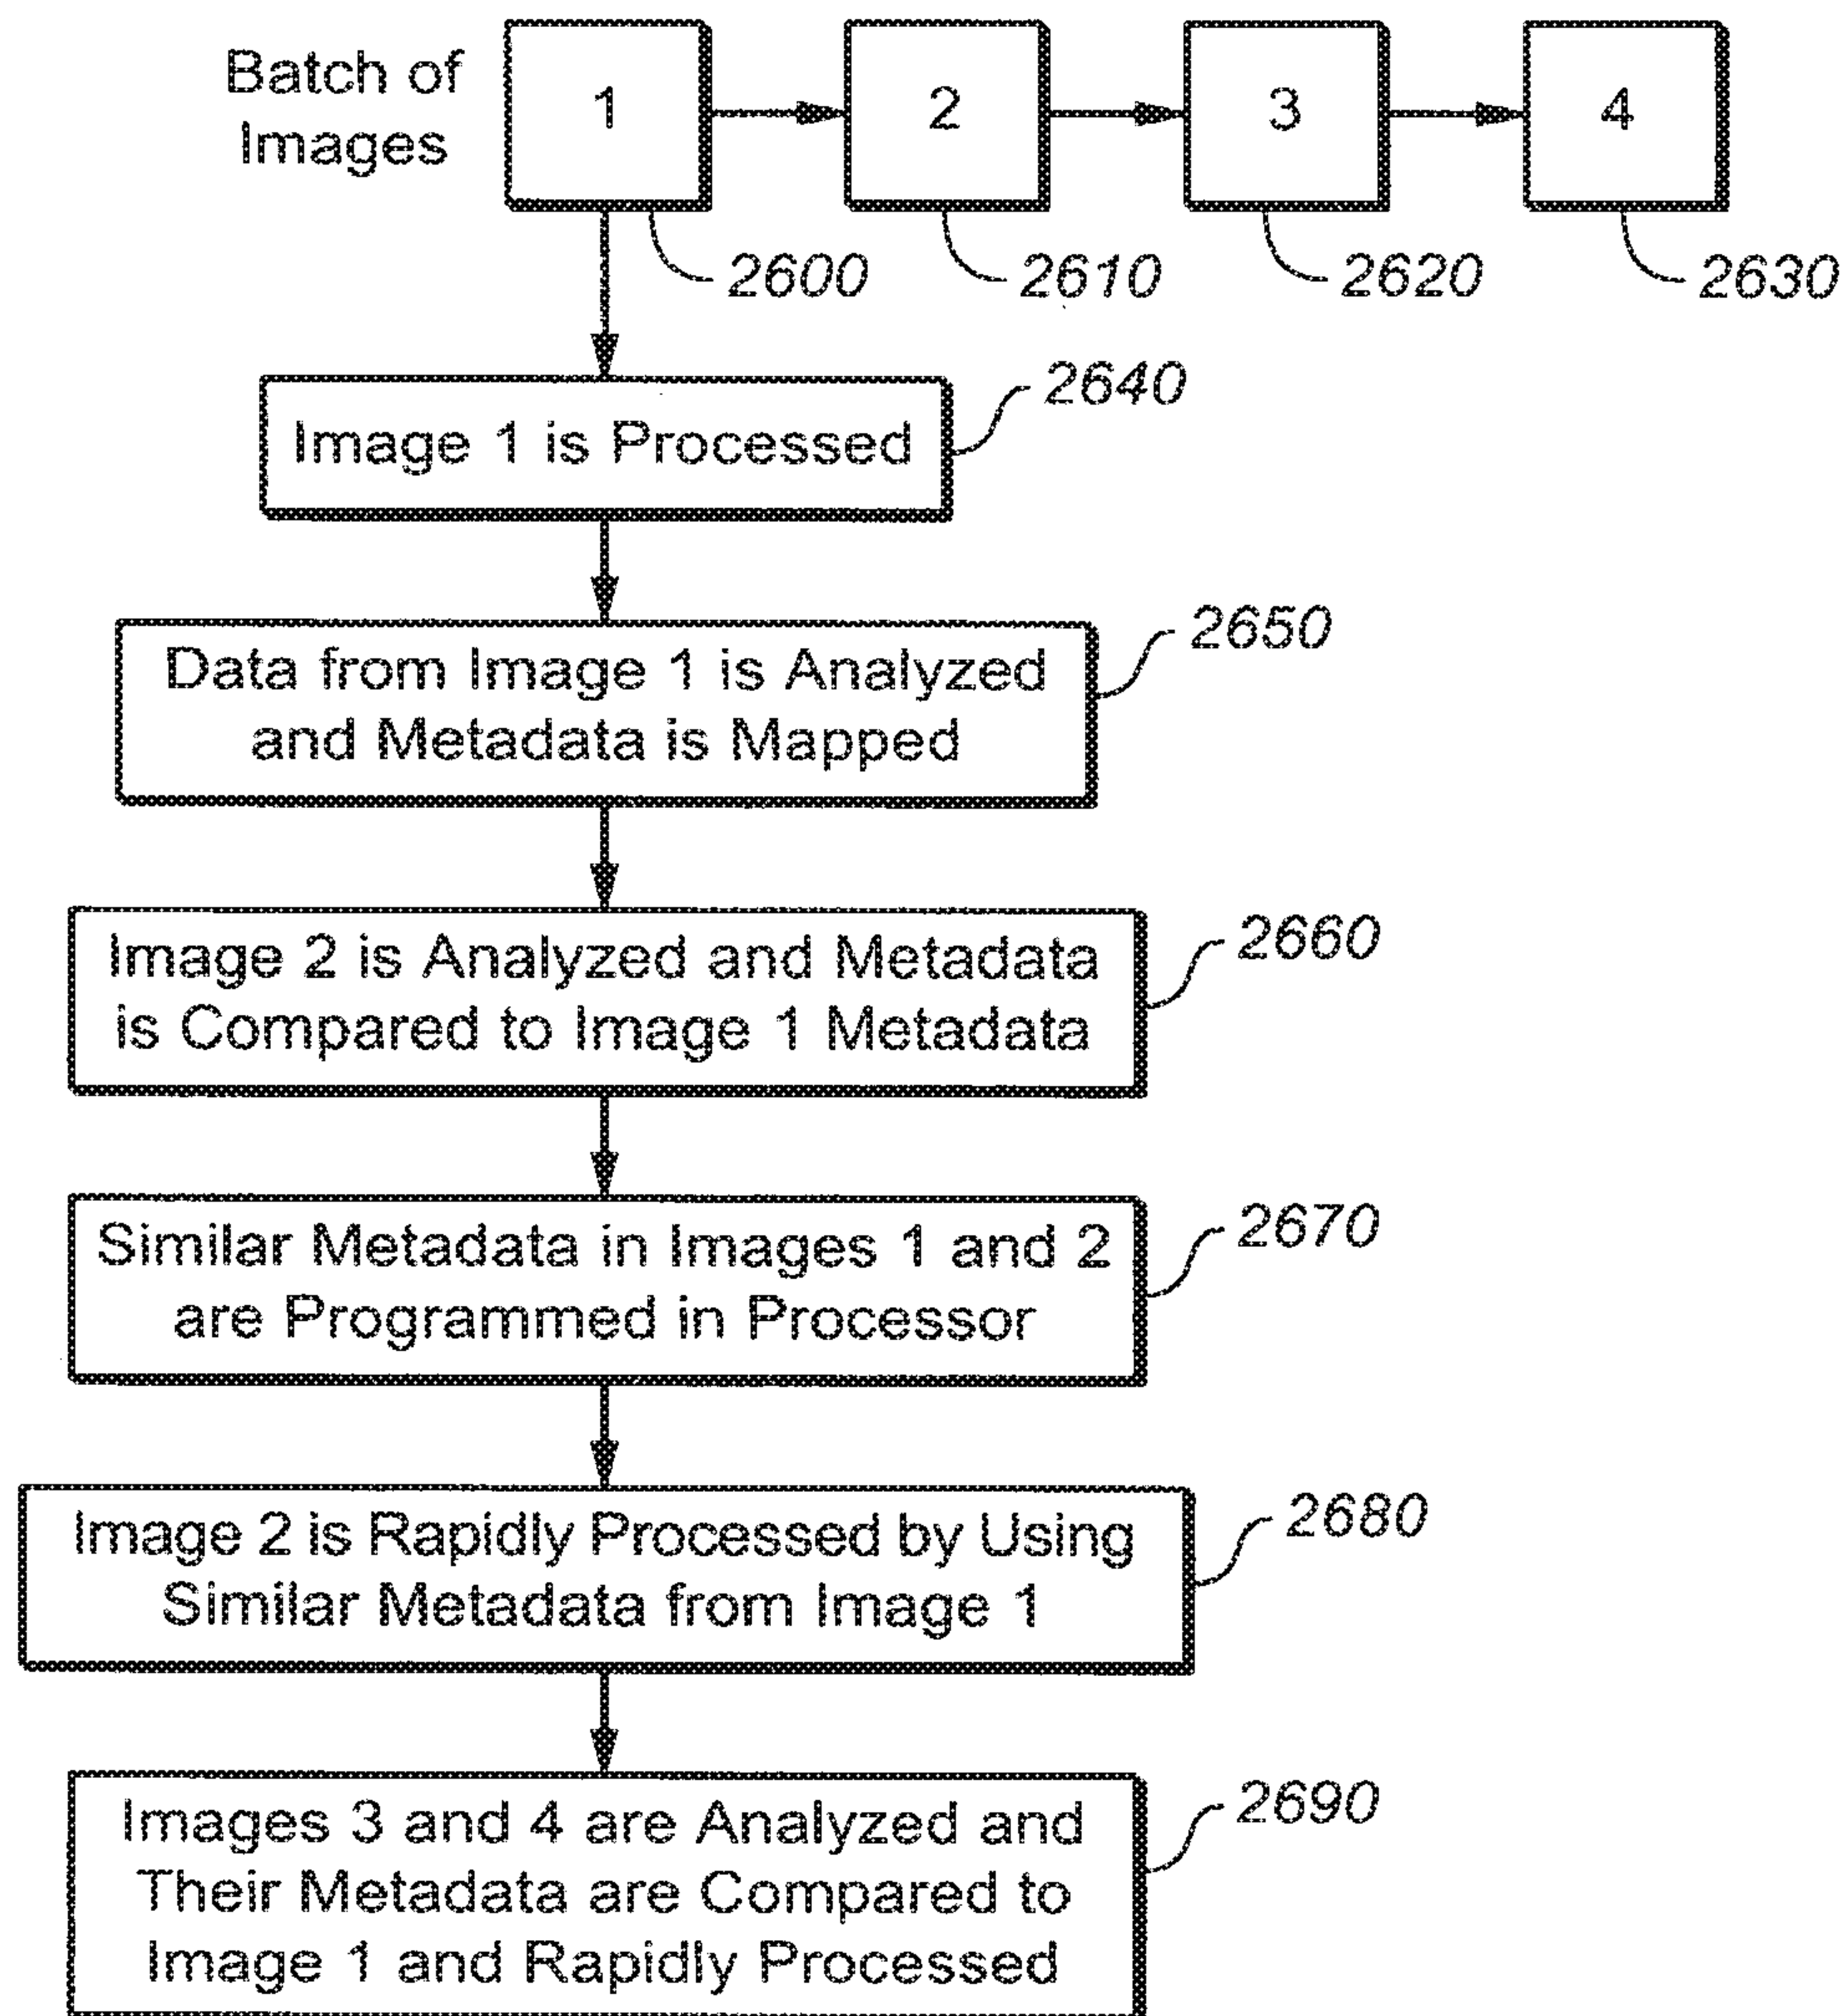 Batch of
Images
1
2
3
4
2600
2610
2620
2630
Image 1 is Processed
2640
Data from Image 1 is Analyzed
and Metadata is Mapped
2650
Image 2 is Analyzed and Metadata
is Compared to Image 1 Metadata
2660
Similar Metadata in Images 1 and 2
are Programmed in Processor
2670
Image 2 is Rapidly Processed by Using
Similar Metadata from Image 1
2680
Images 3 and 4 are Analyzed and
Their Metadata are Compared to
Image 1 and Rapidly Processed
2690